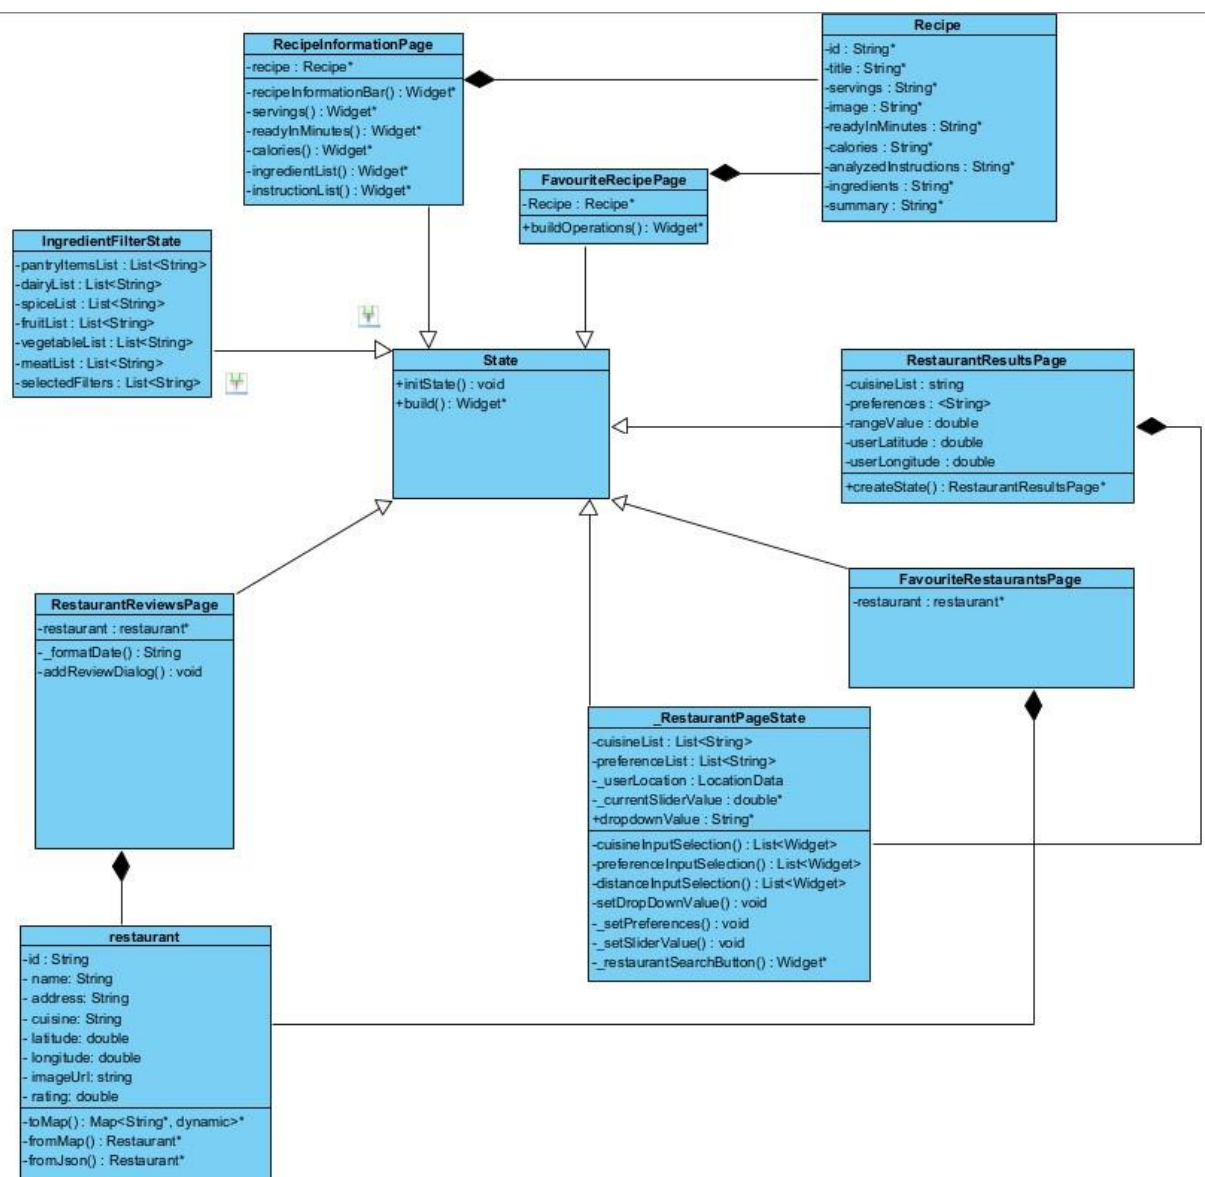 RecipeInformationPage
-recipe : Recipe*
-recipeInformationBar() : Widget*
-servings() : Widget*
-readyInMinutes() : Widget*
-calories() : Widget*
-ingredientList() : Widget*
-instructionList() : Widget*
Recipe
-id : String*
-title : String*
-servings : String*
-image : String*
-readyInMinutes : String*
-calories : String*
-analyzedInstructions : String*
-ingredients : String*
-summary : String*
FavouriteRecipePage
-Recipe : Recipe*
+buildOperations() : Widget*
IngredientFilterState
-pantryItemsList : List<String>
-dairyList : List<String>
-spiceList : List<String>
-fruitList : List<String>
-vegetableList : List<String>
-meatList : List<String>
-selectedFilters : List<String>
State
+initState() : void
+build() : Widget*
RestaurantResultsPage
-cuisineList : string
-preferences : <String>
-rangeValue : double
-userLatitude : double
-userLongitude : double
+createState() : RestaurantResultsPage*
RestaurantReviewsPage
-restaurant : restaurant*
-_formatDate() : String
-addReviewDialog() : void
FavouriteRestaurantsPage
-restaurant : restaurant*
_RestaurantPageState
-cuisineList : List<String>
-preferenceList : List<String>
-_userLocation : LocationData
-_currentSliderValue : double*
+dropdownValue : String*
-cuisineInputSelection() : List<Widget>
-preferenceInputSelection() : List<Widget>
-distanceInputSelection() : List<Widget>
-setDropDownValue() : void
-_setPreferences() : void
-_setSliderValue() : void
-_restaurantSearchButton() : Widget*
restaurant
-id : String
- name: String
- address: String
- cuisine: String
- latitude: double
- longitude: double
- imageUrl: string
- rating: double
-toMap() : Map<String*, dynamic>*
-fromMap() : Restaurant*
-fromJson() : Restaurant*